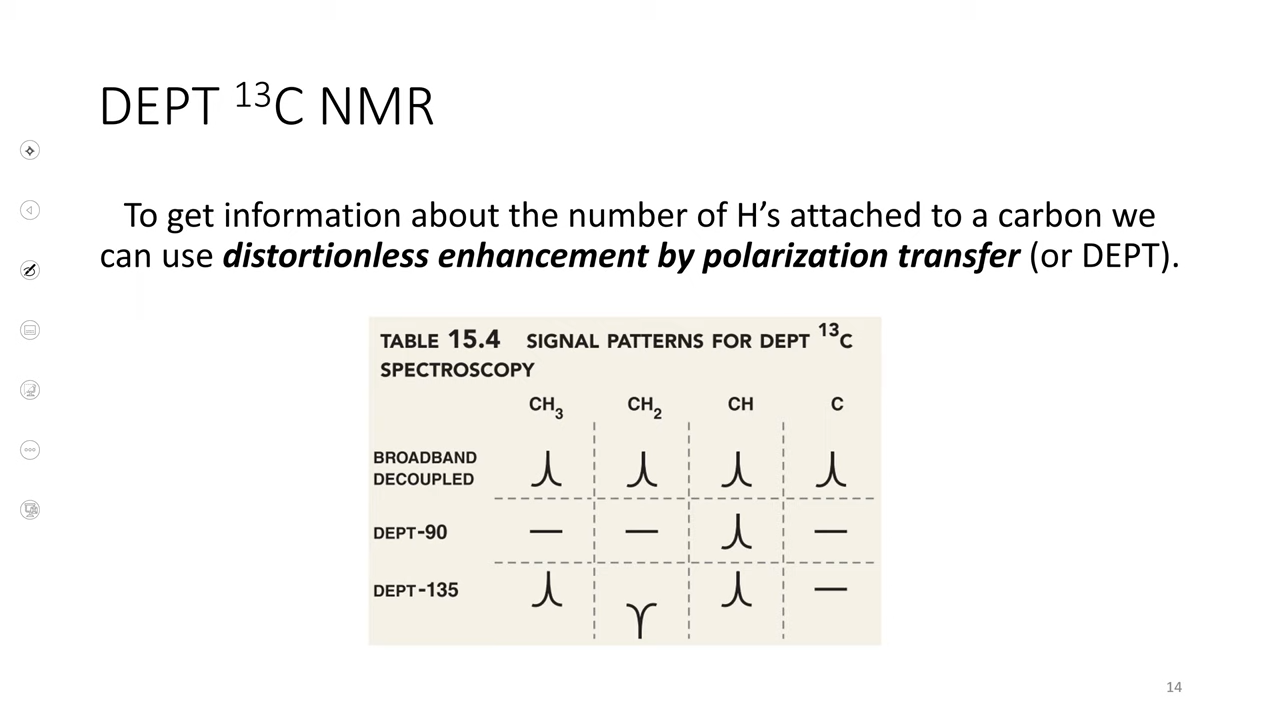 DEPT ¹³C NMR
To get information about the number of H’s attached to a carbon we
can use distortionless enhancement by polarization transfer (or DEPT).
TABLE 15.4 SIGNAL PATTERNS FOR DEPT ¹³C
SPECTROSCOPY
CH₃ CH₂ CH C
BROADBAND
DECOUPLED
DEPT-90
DEPT-135
14